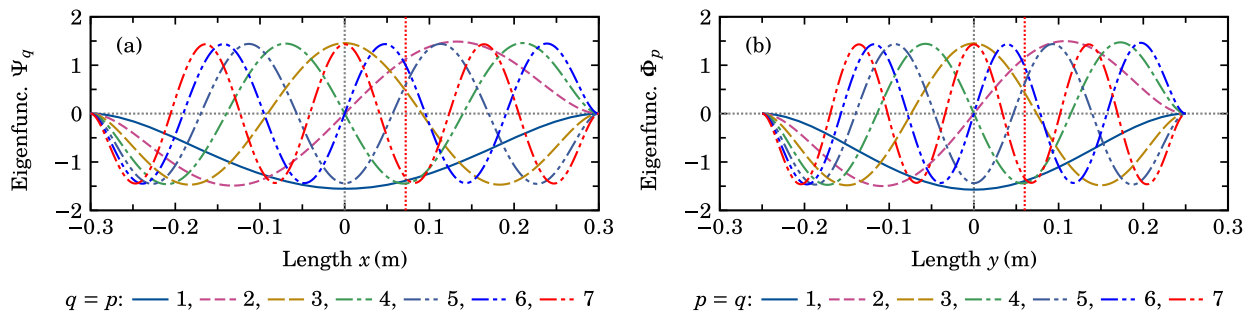 Eigenfunc. Ψq
2
1
0
−1
−2
(a)
−0.3 −0.2 −0.1 0 0.1 0.2 0.3
Length x (m)
q = p: 1, 2, 3, 4, 5, 6, 7
Eigenfunc. Φp
2
1
0
−1
−2
(b)
−0.3 −0.2 −0.1 0 0.1 0.2 0.3
Length y (m)
p = q: 1, 2, 3, 4, 5, 6, 7